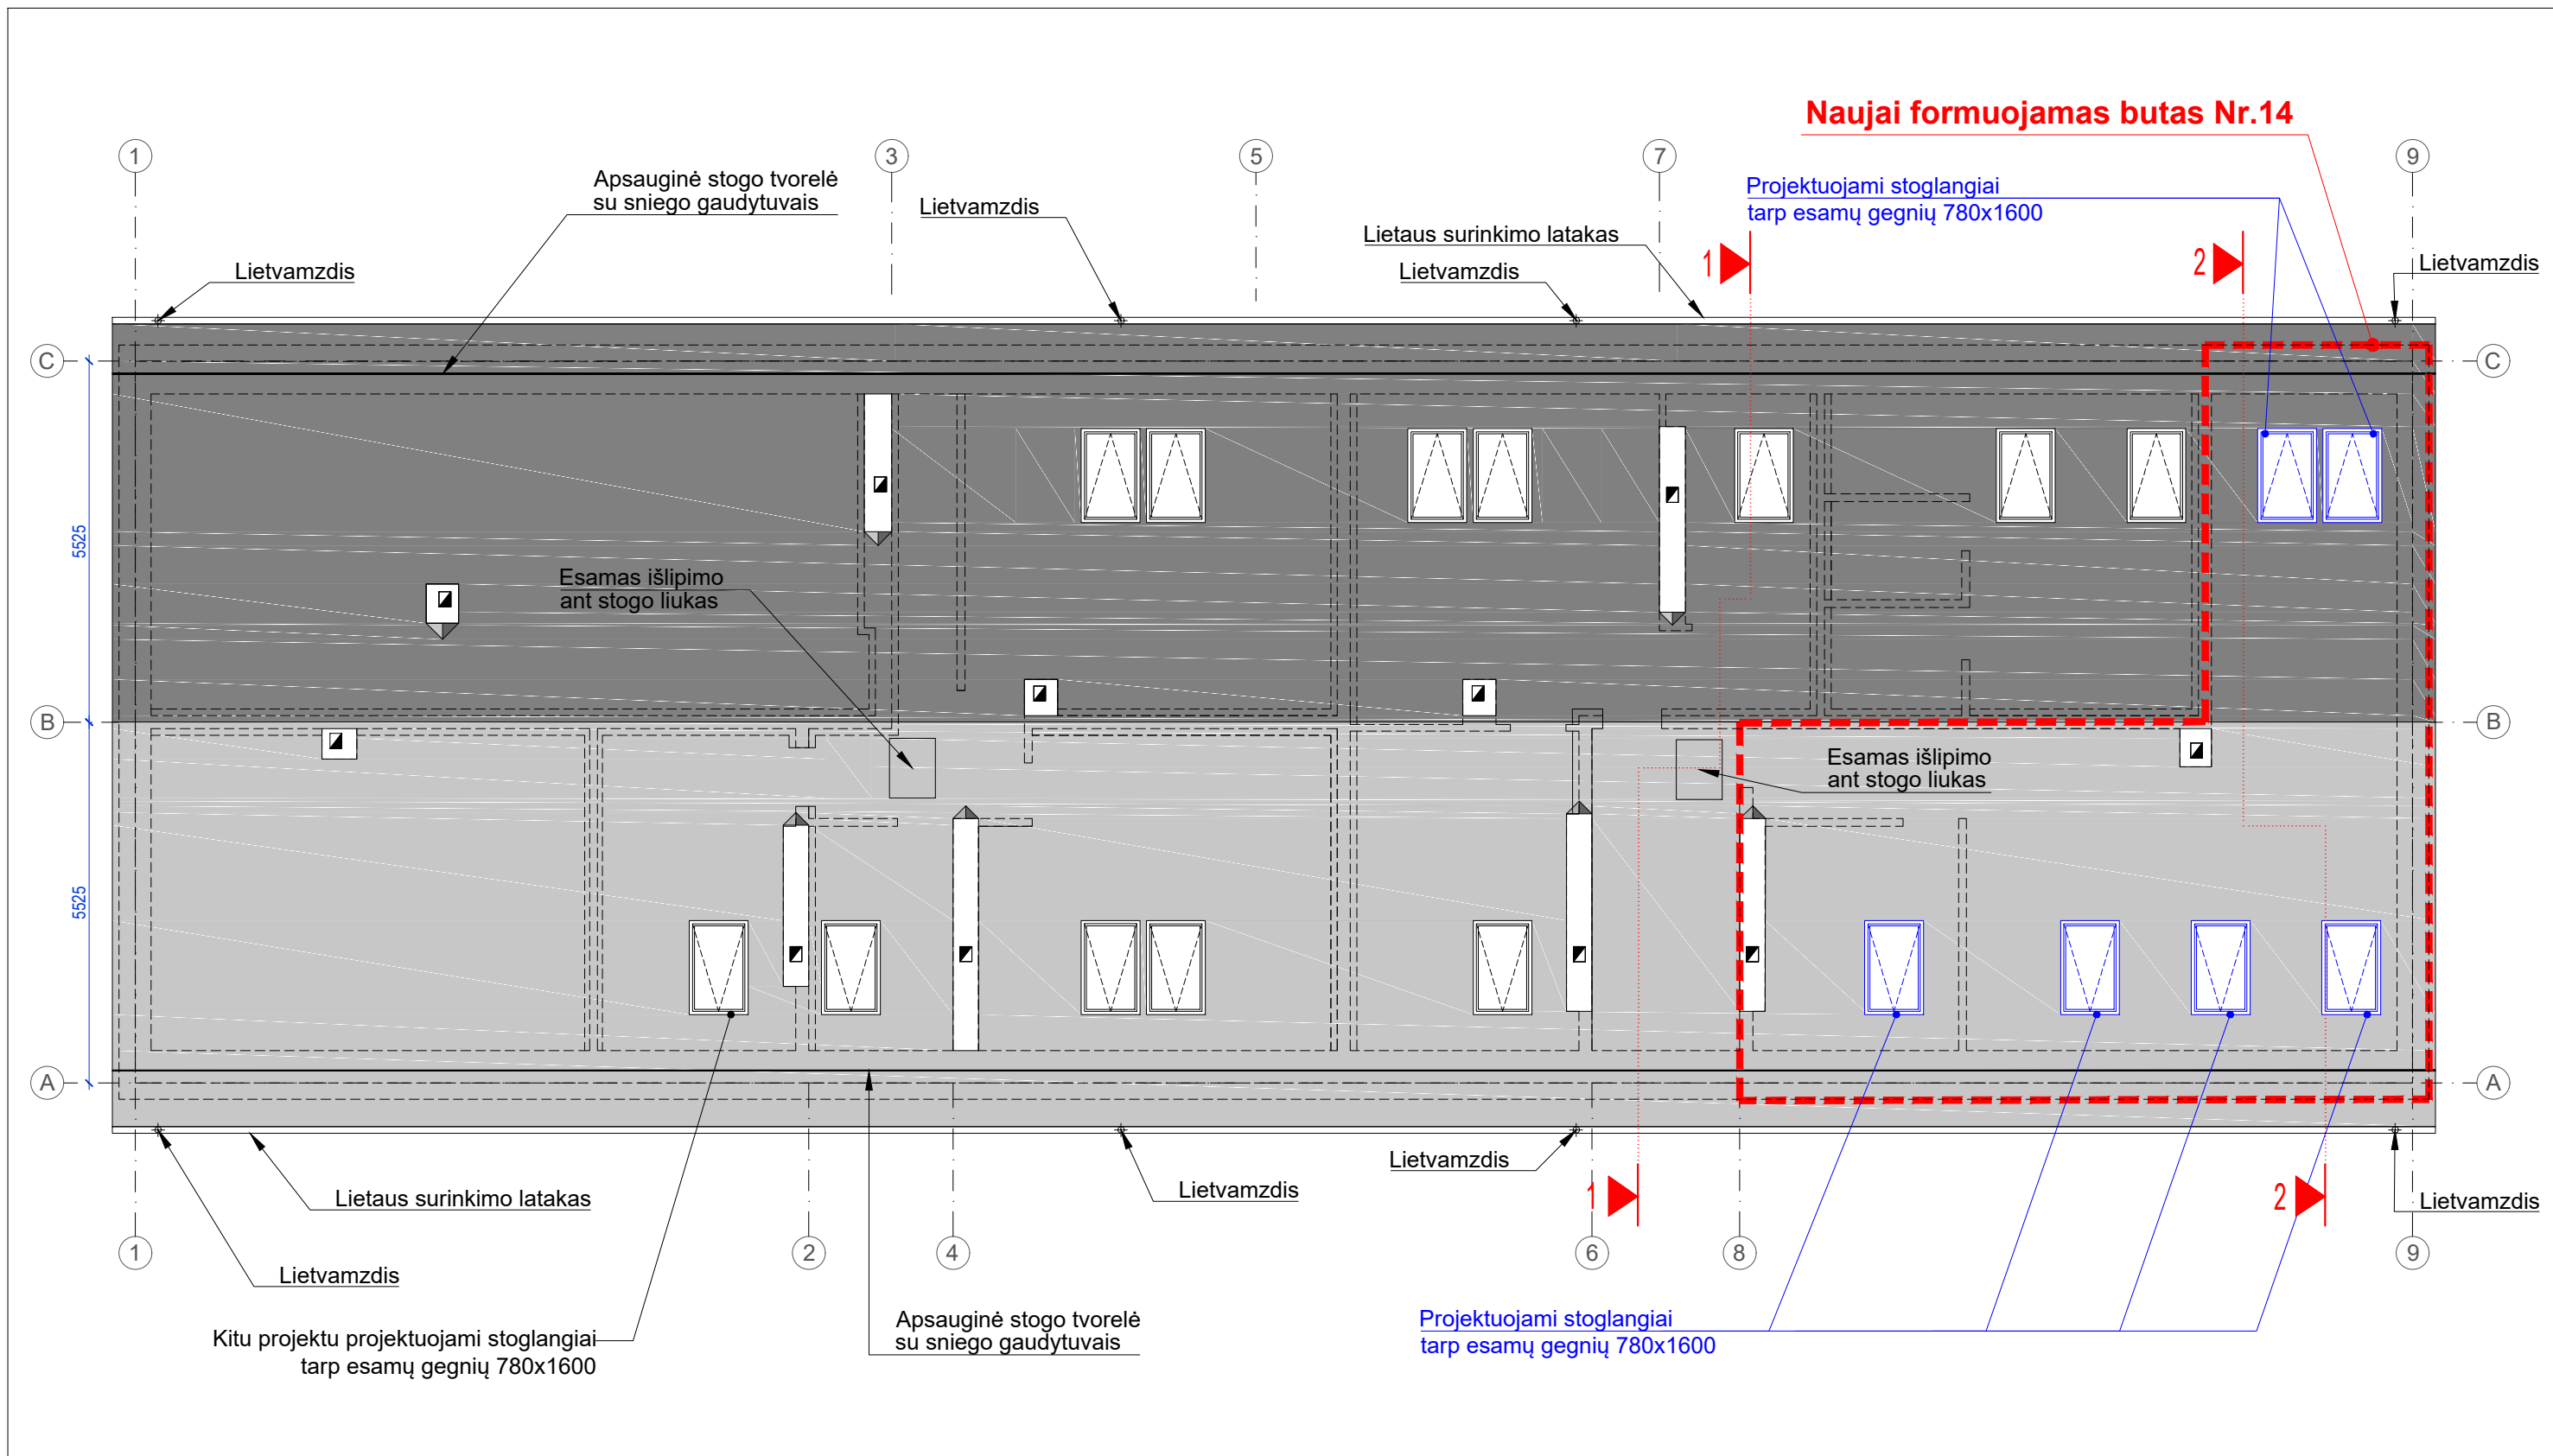 Naujai formuojamas butas Nr.14
1
3
5
7
9
Apsauginė stogo tvorelė
su sniego gaudytuvais
Lietvamzdis
Projektuojami stoglangiai
tarp esamų gegnių 780x1600
Lietaus surinkimo latakas
Lietvamzdis
Lietvamzdis
Lietvamzdis
1
2
C
C
5525
Esamas išlipimo
ant stogo liukas
B
B
Esamas išlipimo
ant stogo liukas
5525
A
A
Lietvamzdis
Lietaus surinkimo latakas
Lietvamzdis
1
2
Lietvamzdis
1
2
4
6
8
9
Lietvamzdis
Apsauginė stogo tvorelė
su sniego gaudytuvais
Projektuojami stoglangiai
tarp esamų gegnių 780x1600
Kitu projektu projektuojami stoglangiai
tarp esamų gegnių 780x1600